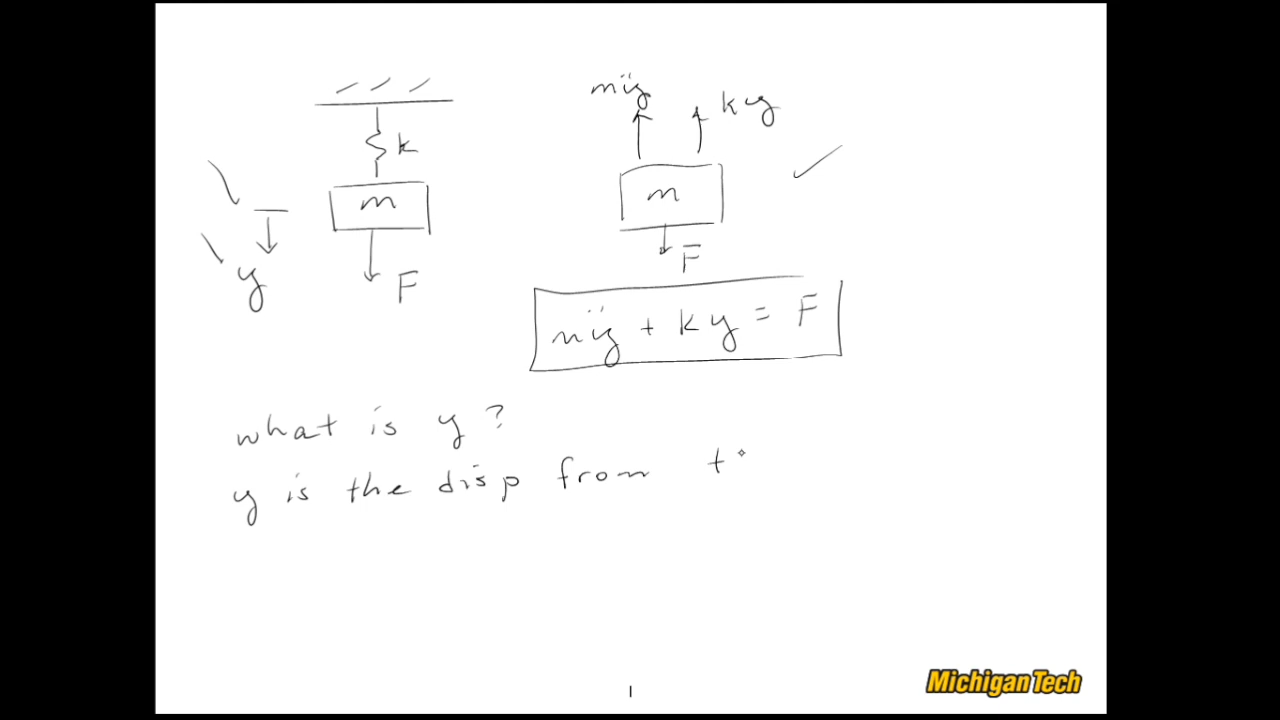 mÿ
ky
k
m
m
y
F
F
mÿ + ky = F
what is y?
y is the disp from t
1
Michigan Tech